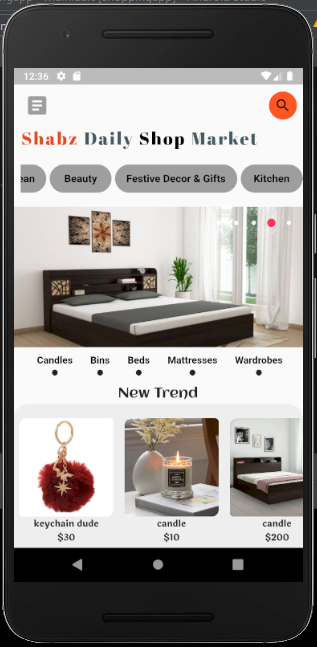 12:36
Shabz Daily Shop Market
ean Beauty Festive Decor & Gifts Kitchen
Candles Bins Beds Mattresses Wardrobes
New Trend
keychain dude candle candle
$30 $10 $200